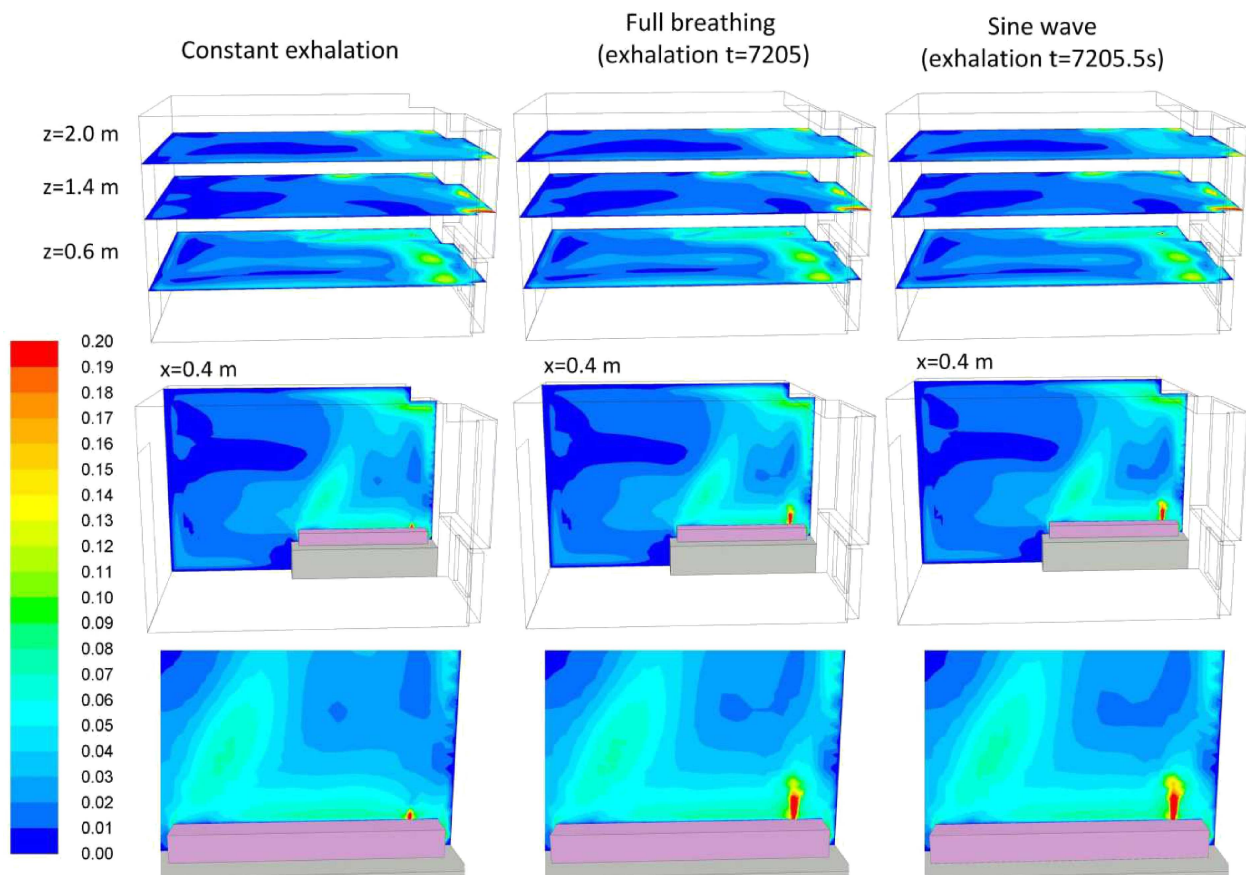 Constant exhalation
Full breathing
(exhalation t=7205)
Sine wave
(exhalation t=7205.5s)
z=2.0 m
z=1.4 m
z=0.6 m
x=0.4 m
x=0.4 m
x=0.4 m
0.20
0.19
0.18
0.17
0.16
0.15
0.14
0.13
0.12
0.11
0.10
0.09
0.08
0.07
0.06
0.05
0.04
0.03
0.02
0.01
0.00